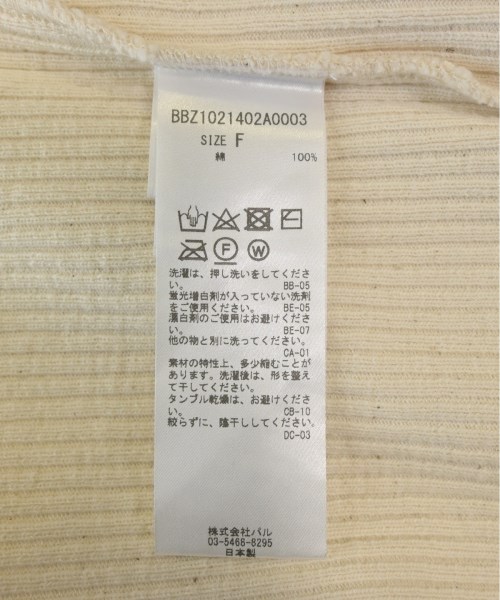 BBZ1021402A0003
SIZE F
綿 100%
F W
洗濯は、押し洗いをしてくださ
い。 BB-05
蛍光増白剤が入っていない洗剤
をご使用ください。 BE-05
漂白剤のご使用はお避けくださ
い。 BE-07
他の物と別に洗ってください。
CA-01
素材の特性上、多少縮むことが
あります。洗濯後は、形を整え
て干してください。
タンブル乾燥は、お避けくださ
い。 CB-10
絞らずに、陰干ししてください。
DC-03
株式会社パル
03-5468-8295
日本製